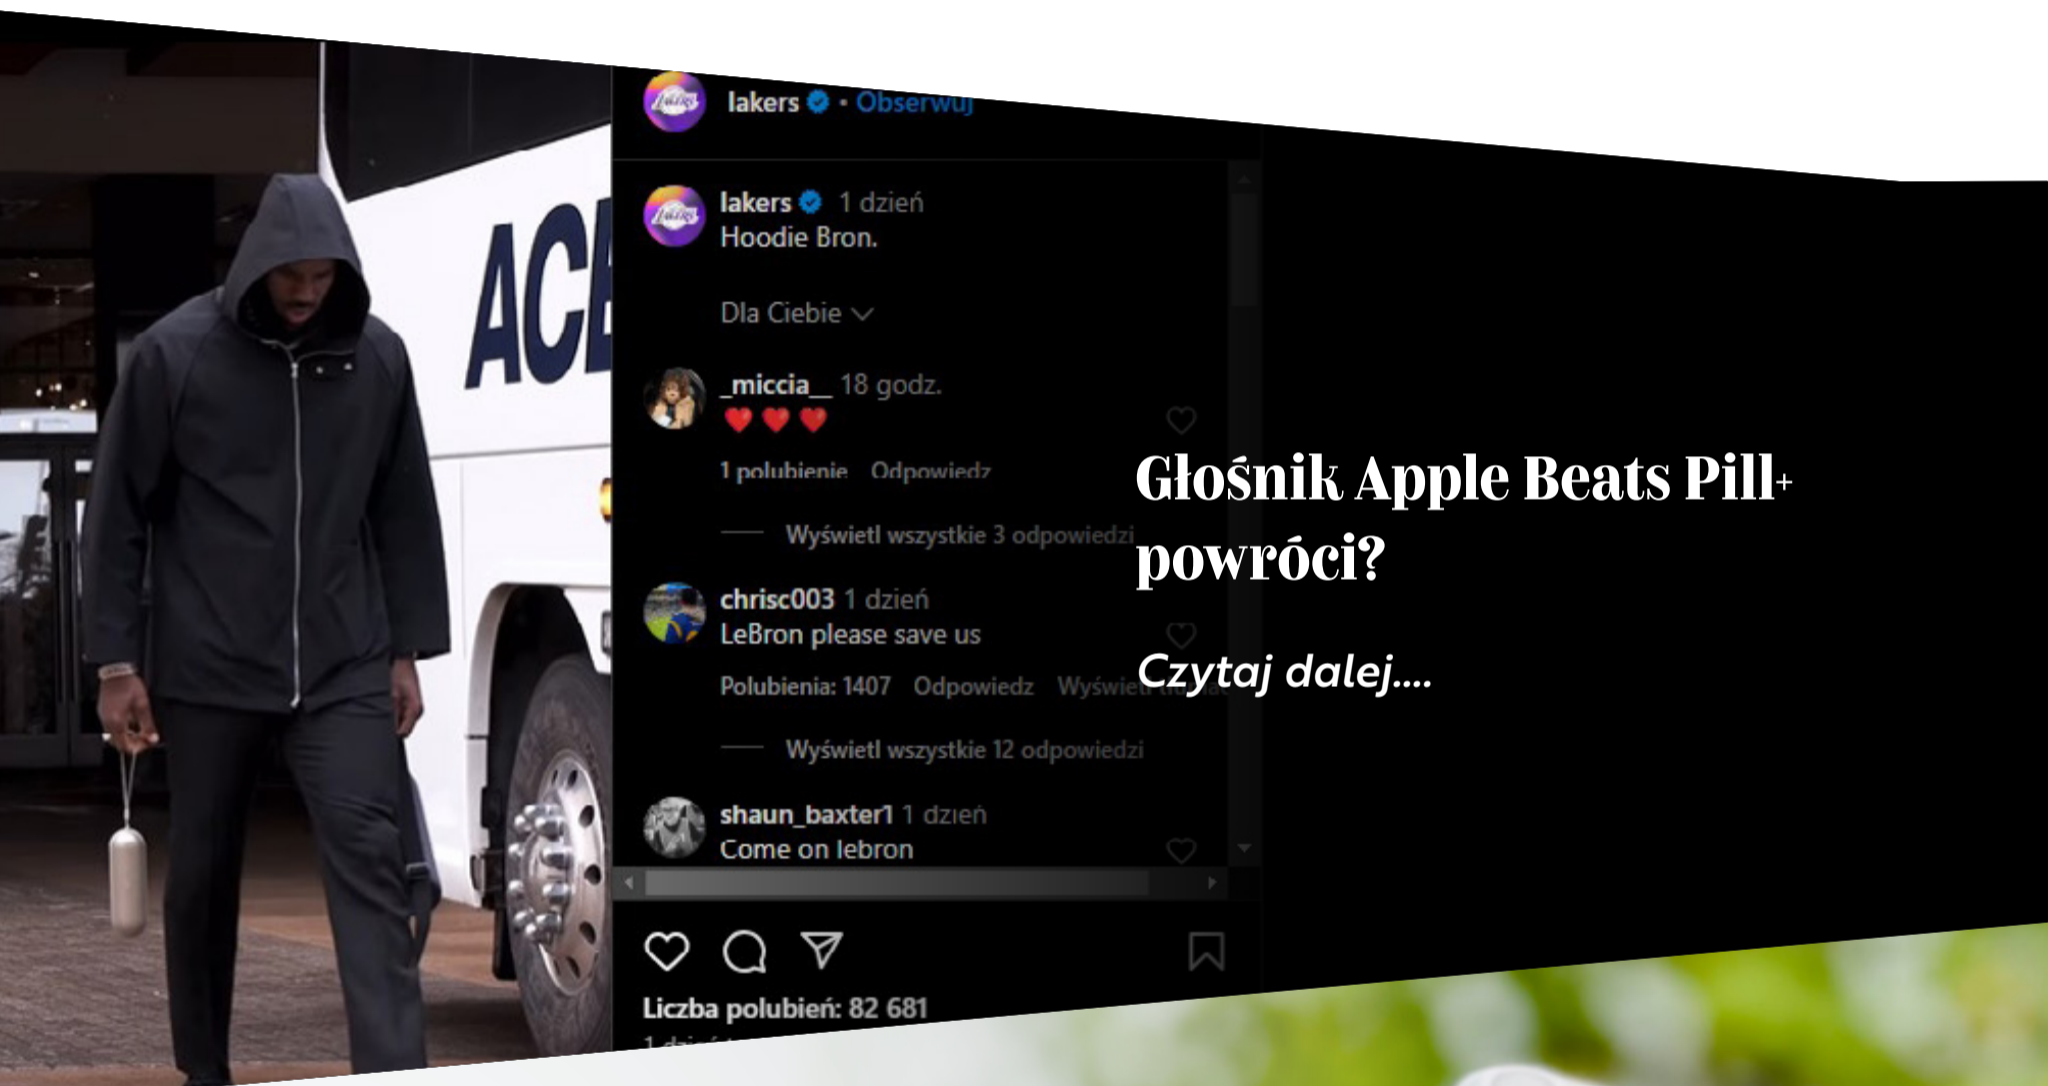 ACE
lakers • Obserwuj
lakers 1 dzień
Hoodie Bron.
Dla Ciebie
_miccia__ 18 godz.
❤️❤️❤️
1 polubienie Odpowiedz
Wyświetl wszystkie 3 odpowiedzi
chrisc003 1 dzień
LeBron please save us
Polubienia: 1407 Odpowiedz
Wyświetl wszystkie 12 odpowiedzi
shaun_baxter1 1 dzień
Come on lebron
Liczba polubień: 82 681
Głośnik Apple Beats Pill+
powróci?
Czytaj dalej....